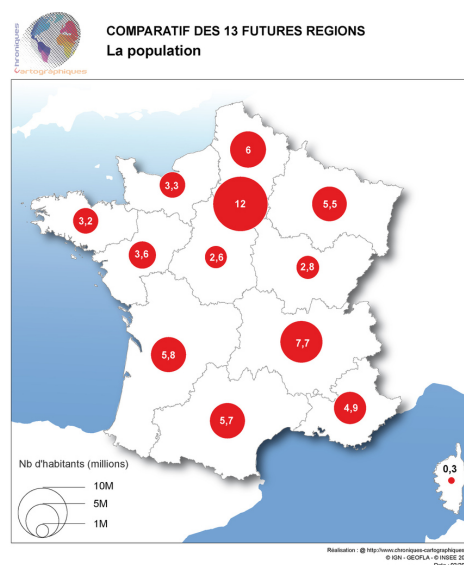 Chroniques
Cartographiques
COMPARATIF DES 13 FUTURES REGIONS
La population
6
3,3
12
5,5
3,2
3,6
2,6
2,8
7,7
5,8
4,9
5,7
0,3
Nb d'habitants (millions)
10M
5M
1M
Réalisation : @ http://www.chroniques-cartographiques
© IGN - GEOFLA - © INSEE 20